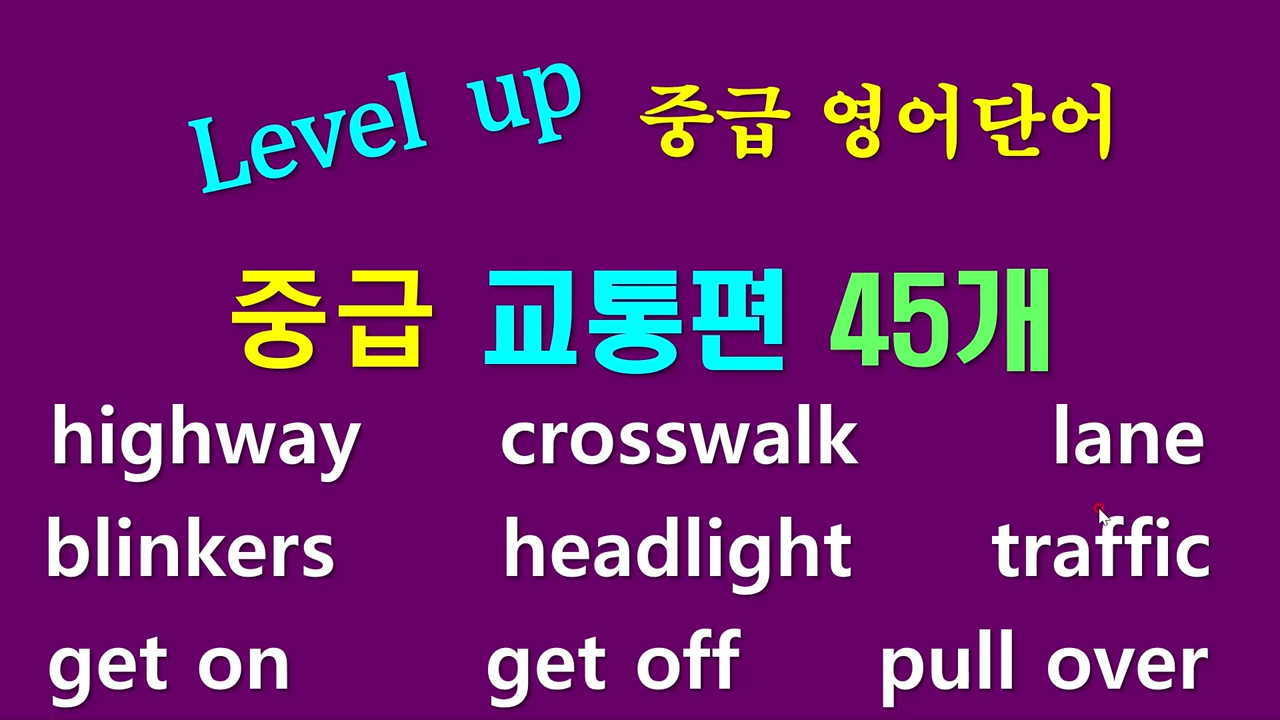 Level up 중급 영어단어
중급 교통편 45개
highway crosswalk lane
blinkers headlight traffic
get on get off pull over